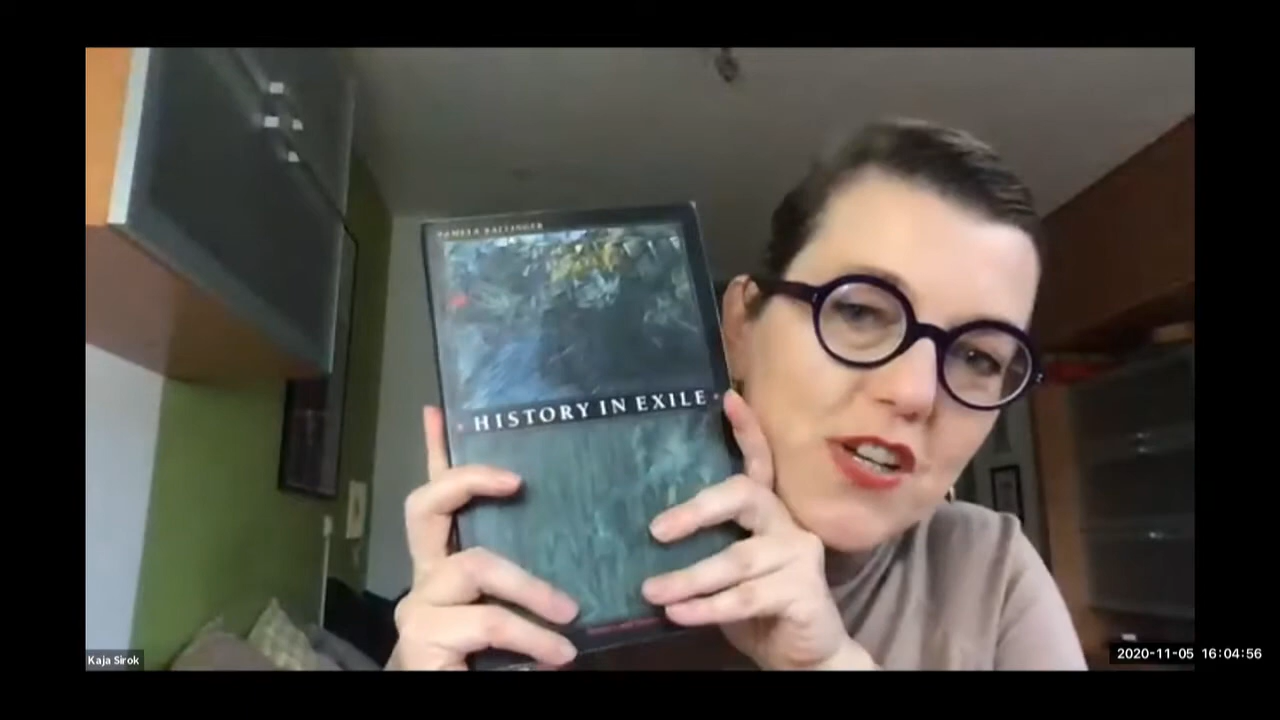 PAMELA BALLINGER
HISTORY IN EXILE
Kaja Sirok
2020-11-05 16:04:56